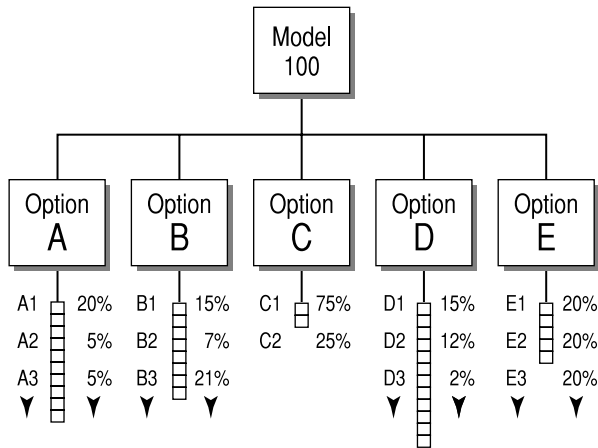 Model
100
Option
A
Option
B
Option
C
Option
D
Option
E
A1 20%
A2 5%
A3 5%
B1 15%
B2 7%
B3 21%
C1 75%
C2 25%
D1 15%
D2 12%
D3 2%
E1 20%
E2 20%
E3 20%